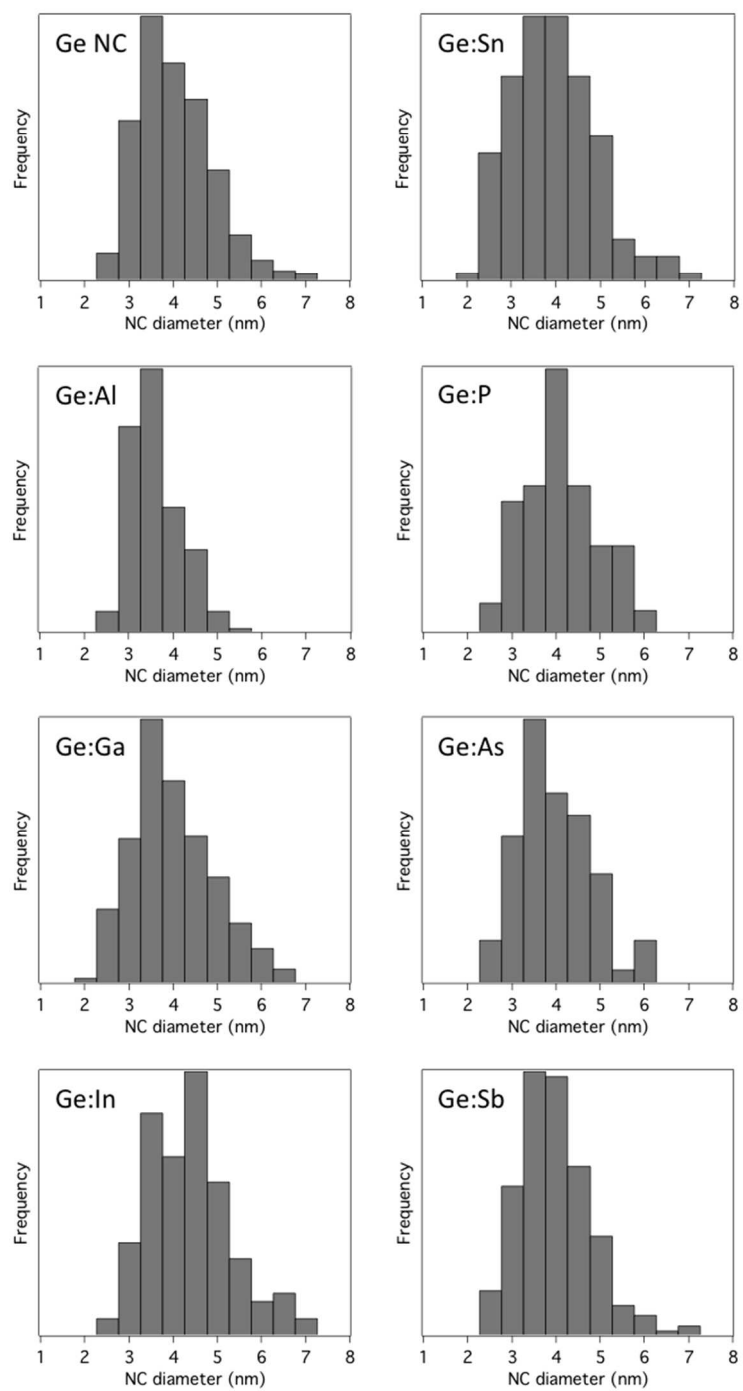 Ge NC
Frequency
1 2 3 4 5 6 7 8
NC diameter (nm)
Ge:Sn
Frequency
1 2 3 4 5 6 7 8
NC diameter (nm)
Ge:Al
Frequency
1 2 3 4 5 6 7 8
NC diameter (nm)
Ge:P
Frequency
1 2 3 4 5 6 7 8
NC diameter (nm)
Ge:Ga
Frequency
1 2 3 4 5 6 7 8
NC diameter (nm)
Ge:As
Frequency
1 2 3 4 5 6 7 8
NC diameter (nm)
Ge:In
Frequency
1 2 3 4 5 6 7 8
NC diameter (nm)
Ge:Sb
Frequency
1 2 3 4 5 6 7 8
NC diameter (nm)